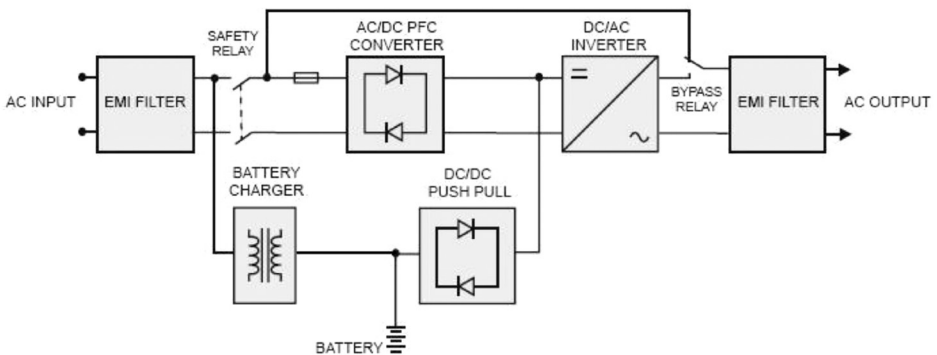 SAFETY
RELAY
AC/DC PFC
CONVERTER
DC/AC
INVERTER
AC INPUT
EMI FILTER
BYPASS
RELAY
EMI FILTER
AC OUTPUT
BATTERY
CHARGER
DC/DC
PUSH PULL
BATTERY